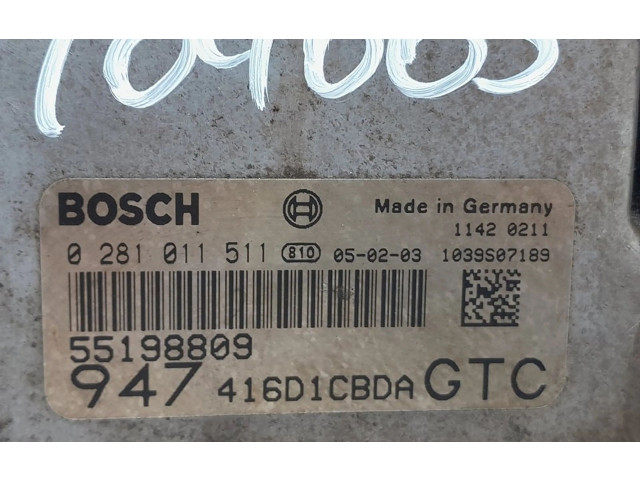 BOSCH Made in Germany
1142 0211
0 281 011 511 810 05-02-03 1039S07189
55198809
947 416D1CBDA GTC